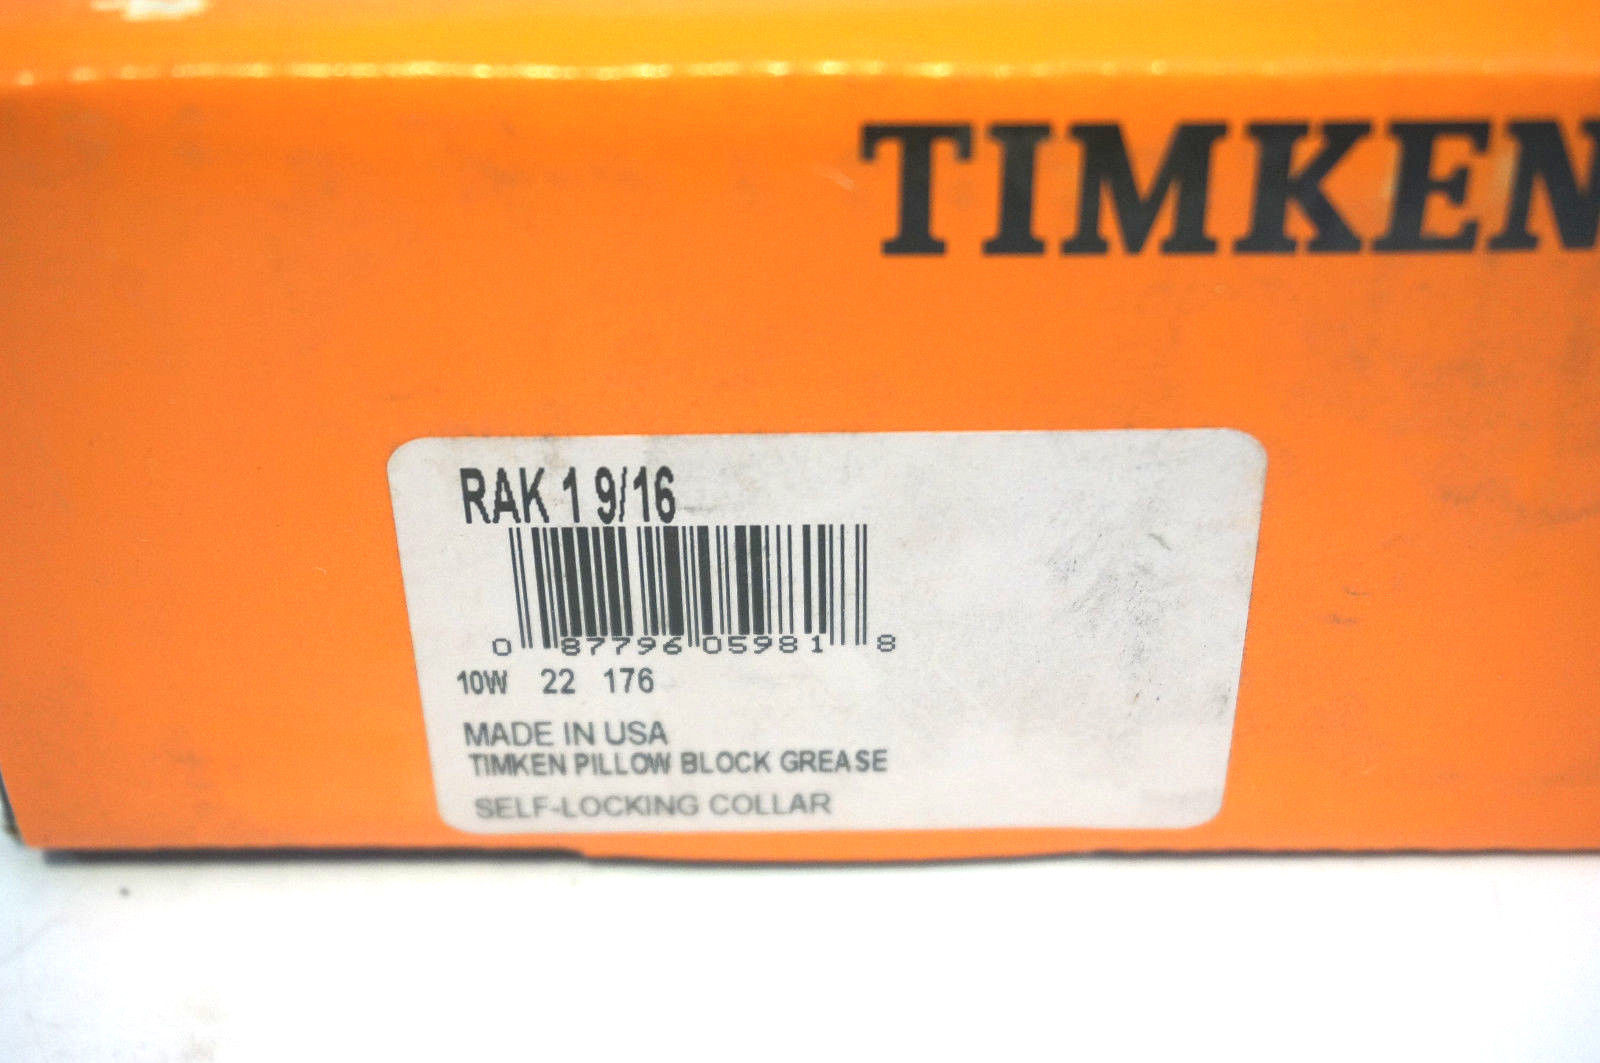 TIMKEN
RAK 1 9/16
0 87796 05981 8
10W 22 176
MADE IN USA
TIMKEN PILLOW BLOCK GREASE
SELF-LOCKING COLLAR